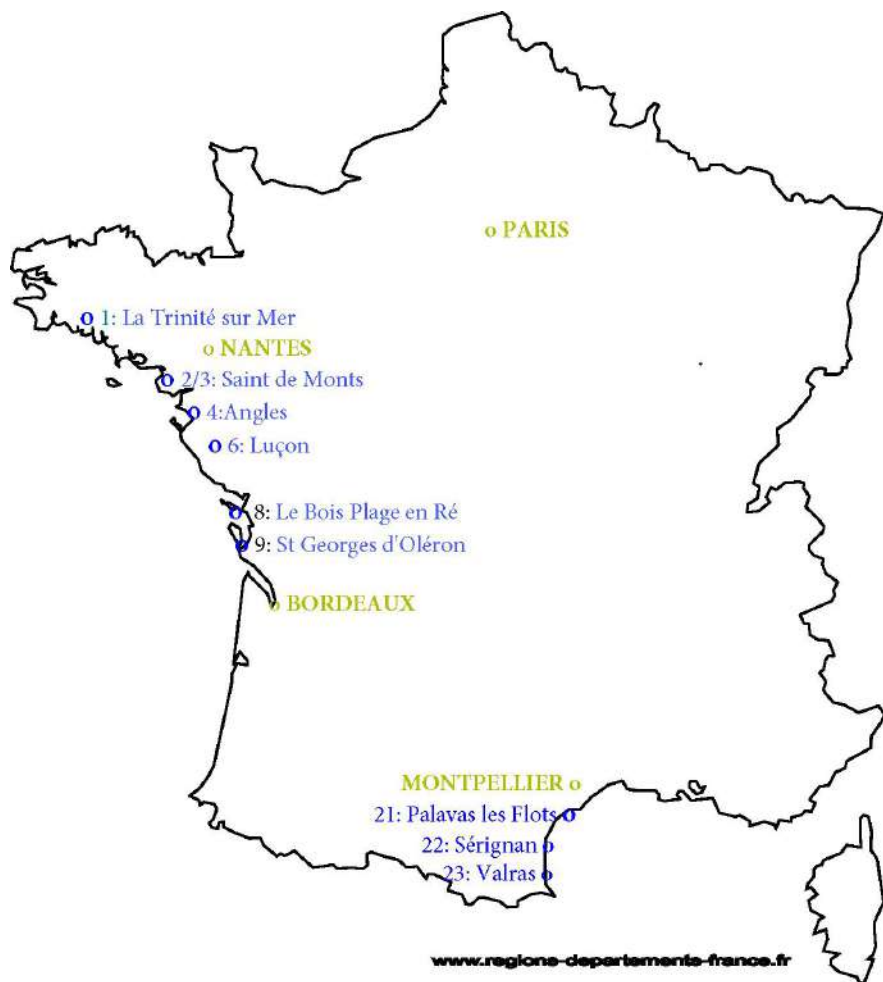 o PARIS
o 1: La Trinité sur Mer
o NANTES
o 2/3: Saint de Monts
o 4:Angles
o 6: Luçon
o 8: Le Bois Plage en Ré
o 9: St Georges d'Oléron
o BORDEAUX
MONTPELLIER o
21: Palavas les Flots o
22: Sérignan o
23: Valras o
www.regions-departements-france.fr